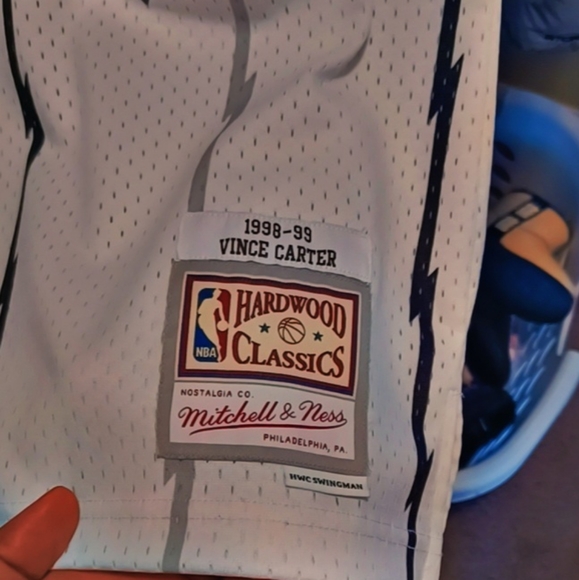 1998-99
VINCE CARTER
HARDWOOD
NBA
CLASSICS
NOSTALGIA CO.
Mitchell & Ness
PHILADELPHIA, PA.
HWC SWINGMAN